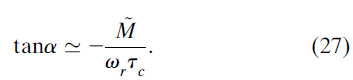 tanα ≃ − M̃ / ω_r τ_c . (27)